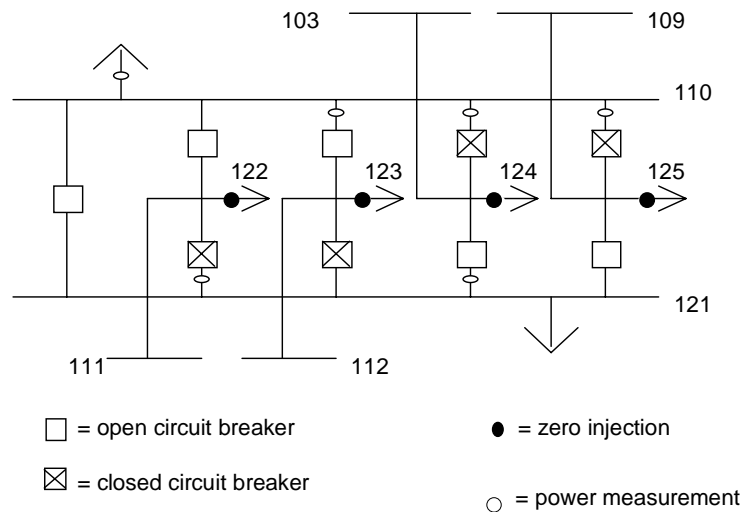 103
109
110
122
123
124
125
121
111
112
= open circuit breaker
= zero injection
= closed circuit breaker
= power measurement